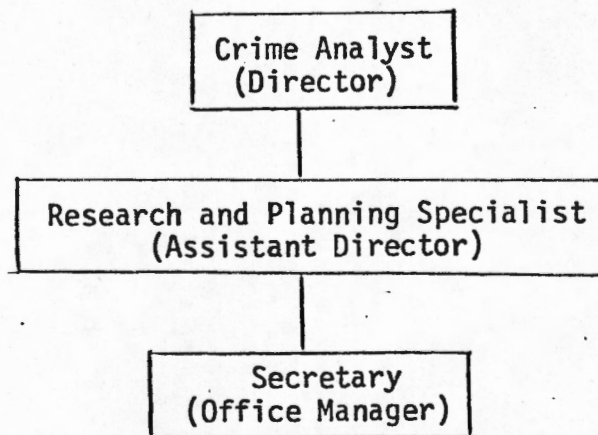 Crime Analyst
(Director)
Research and Planning Specialist
(Assistant Director)
Secretary
(Office Manager)